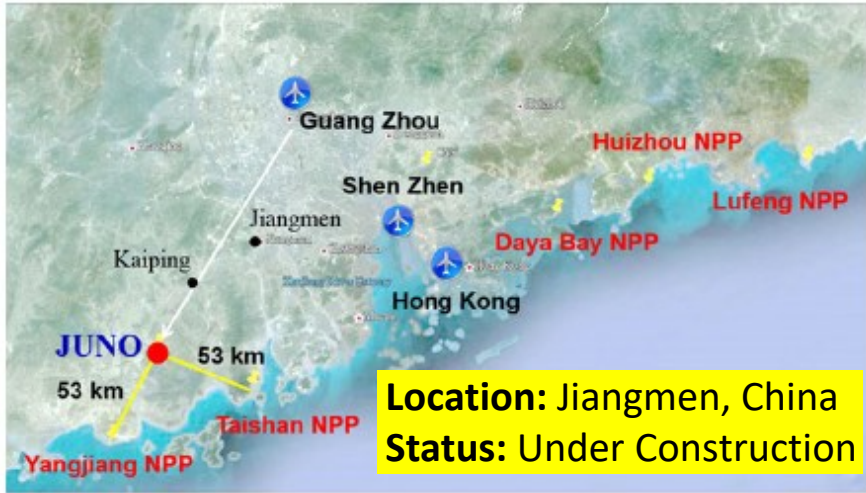 Guang Zhou
Huizhou NPP
Shen Zhen
Lufeng NPP
Jiangmen
Daya Bay NPP
Kaiping
Hong Kong
JUNO
53 km
53 km
Taishan NPP
Yangjiang NPP
Location: Jiangmen, China
Status: Under Construction